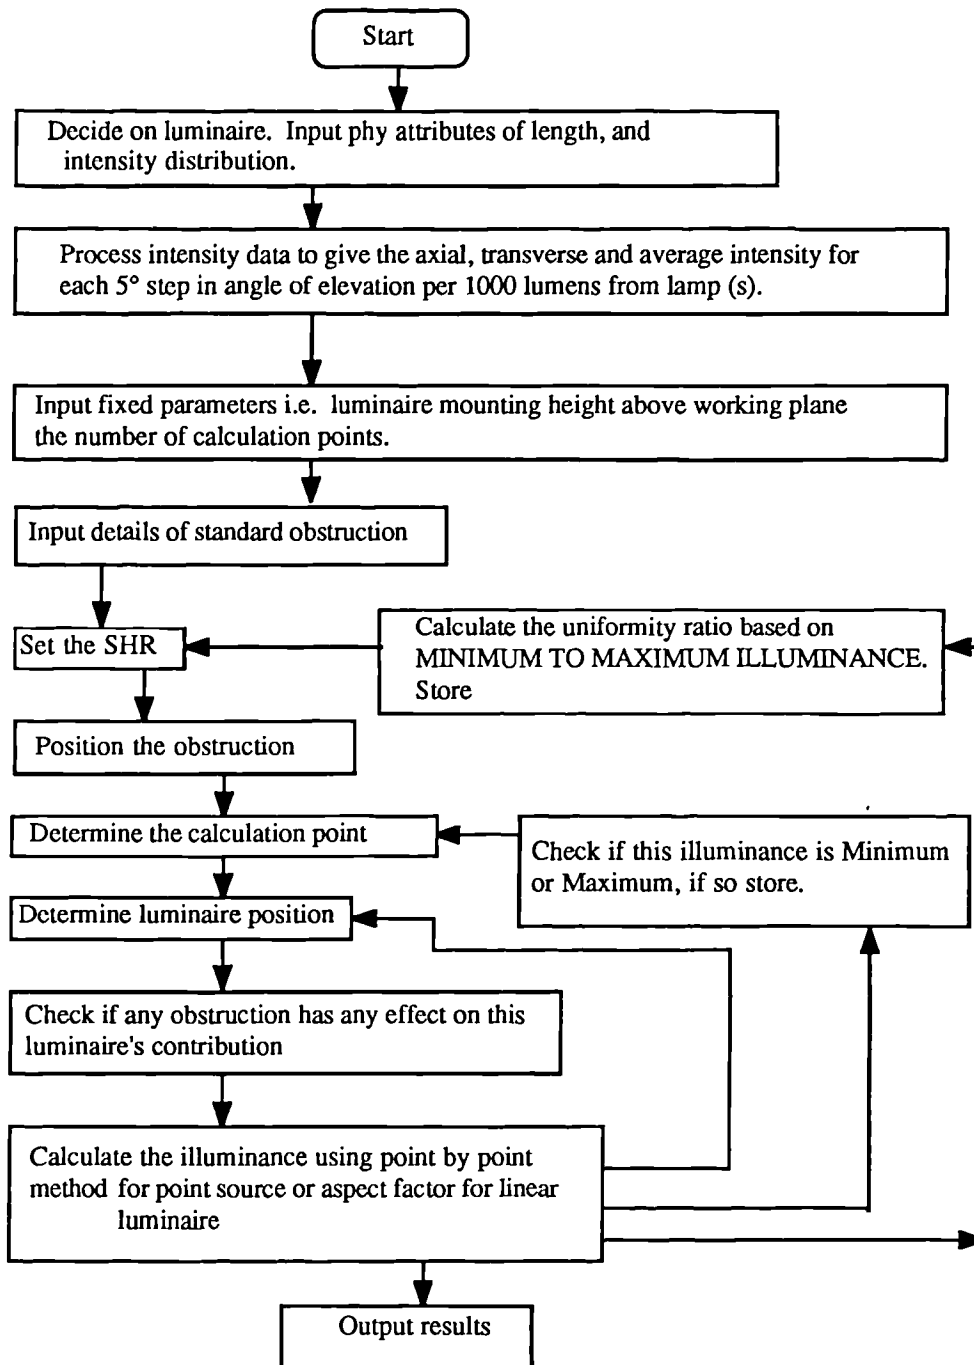 Start
Decide on luminaire. Input phy attributes of length, and
intensity distribution.
Process intensity data to give the axial, transverse and average intensity for
each 5° step in angle of elevation per 1000 lumens from lamp (s).
Input fixed parameters i.e. luminaire mounting height above working plane
the number of calculation points.
Input details of standard obstruction
Set the SHR
Calculate the uniformity ratio based on
MINIMUM TO MAXIMUM ILLUMINANCE.
Store
Position the obstruction
Determine the calculation point
Check if this illuminance is Minimum
or Maximum, if so store.
Determine luminaire position
Check if any obstruction has any effect on this
luminaire's contribution
Calculate the illuminance using point by point
method for point source or aspect factor for linear
luminaire
Output results